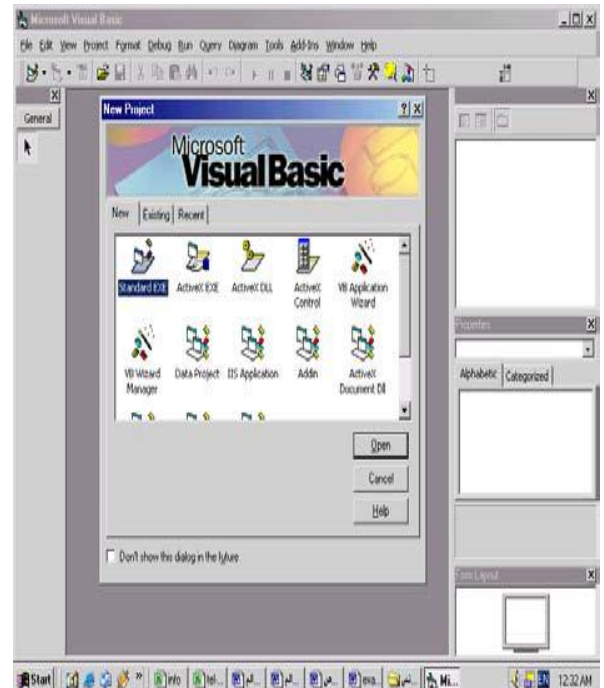 Microsoft Visual Basic
File Edit View Project Format Debug Run Query Diagram Tools Add-Ins Window Help
General
New Project
Microsoft
Visual Basic
New Existing Recent
Standard EXE ActiveX EXE ActiveX DLL ActiveX Control VB Application Wizard
VB Wizard Manager Data Project IIS Application Addin ActiveX Document Dll
Open
Cancel
Help
Don't show this dialog in the future
Properties
Alphabetic Categorized
Form Layout
Start
info
tel...
eva...
Mi...
EN
12:32 AM